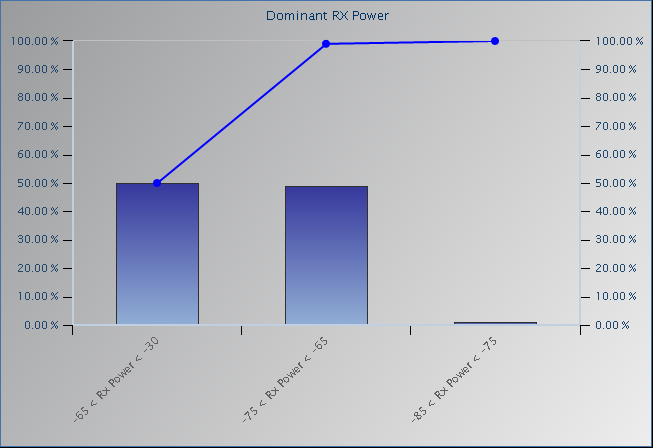 Dominant RX Power
100.00 % 100.00 %
90.00 % 90.00 %
80.00 % 80.00 %
70.00 % 70.00 %
60.00 % 60.00 %
50.00 % 50.00 %
40.00 % 40.00 %
30.00 % 30.00 %
20.00 % 20.00 %
10.00 % 10.00 %
0.00 % 0.00 %
-65 < Rx Power < -30
-75 < Rx Power < -65
-85 < Rx Power < -75